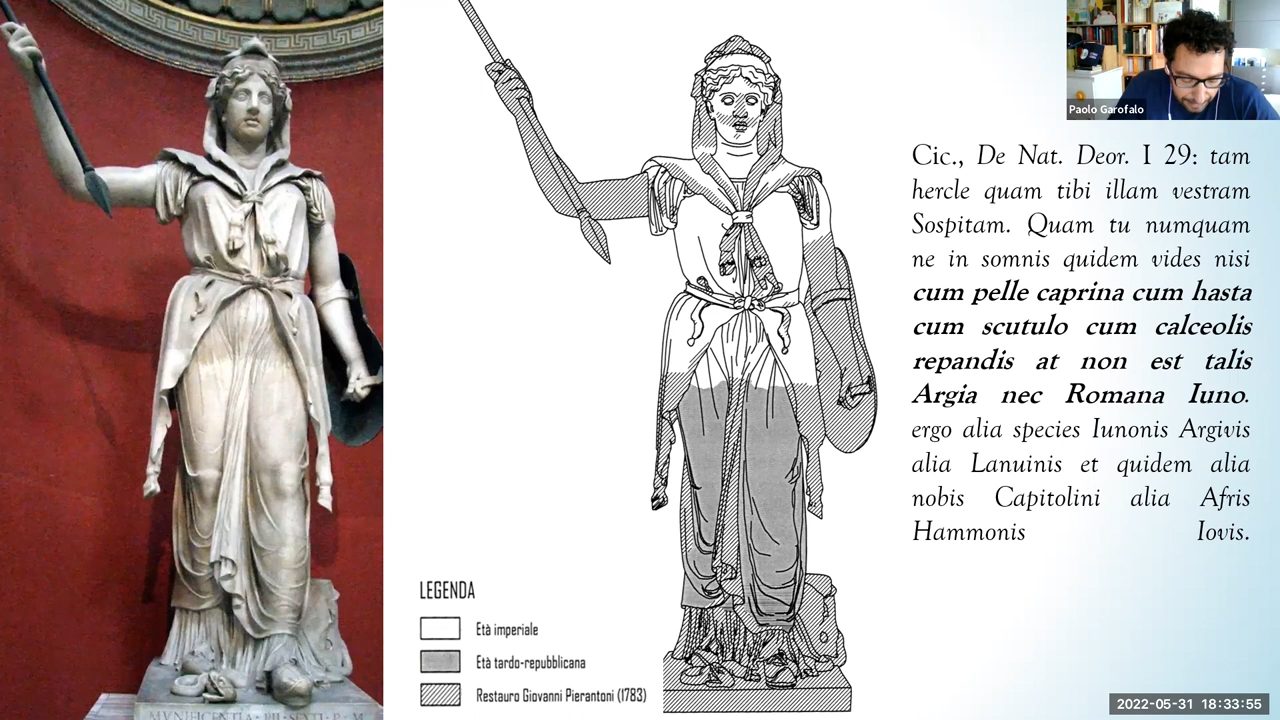 Paolo Garofalo
Cic., De Nat. Deor. I 29: tam
hercle quam tibi illam vestram
Sospitam. Quam tu numquam
ne in somnis quidem vides nisi
cum pelle caprina cum hasta
cum scutulo cum calceolis
repandis at non est talis
Argia nec Romana Iuno.
ergo alia species Iunonis Argivis
alia Lanuinis et quidem alia
nobis Capitolini alia Afris
Hammonis Iovis.
LEGENDA
Età imperiale
Età tardo-repubblicana
Restauro Giovanni Pierantoni (1783)
MVNIFICENTIA · PII · SEXTI · P · M
2022-05-31 18:33:55